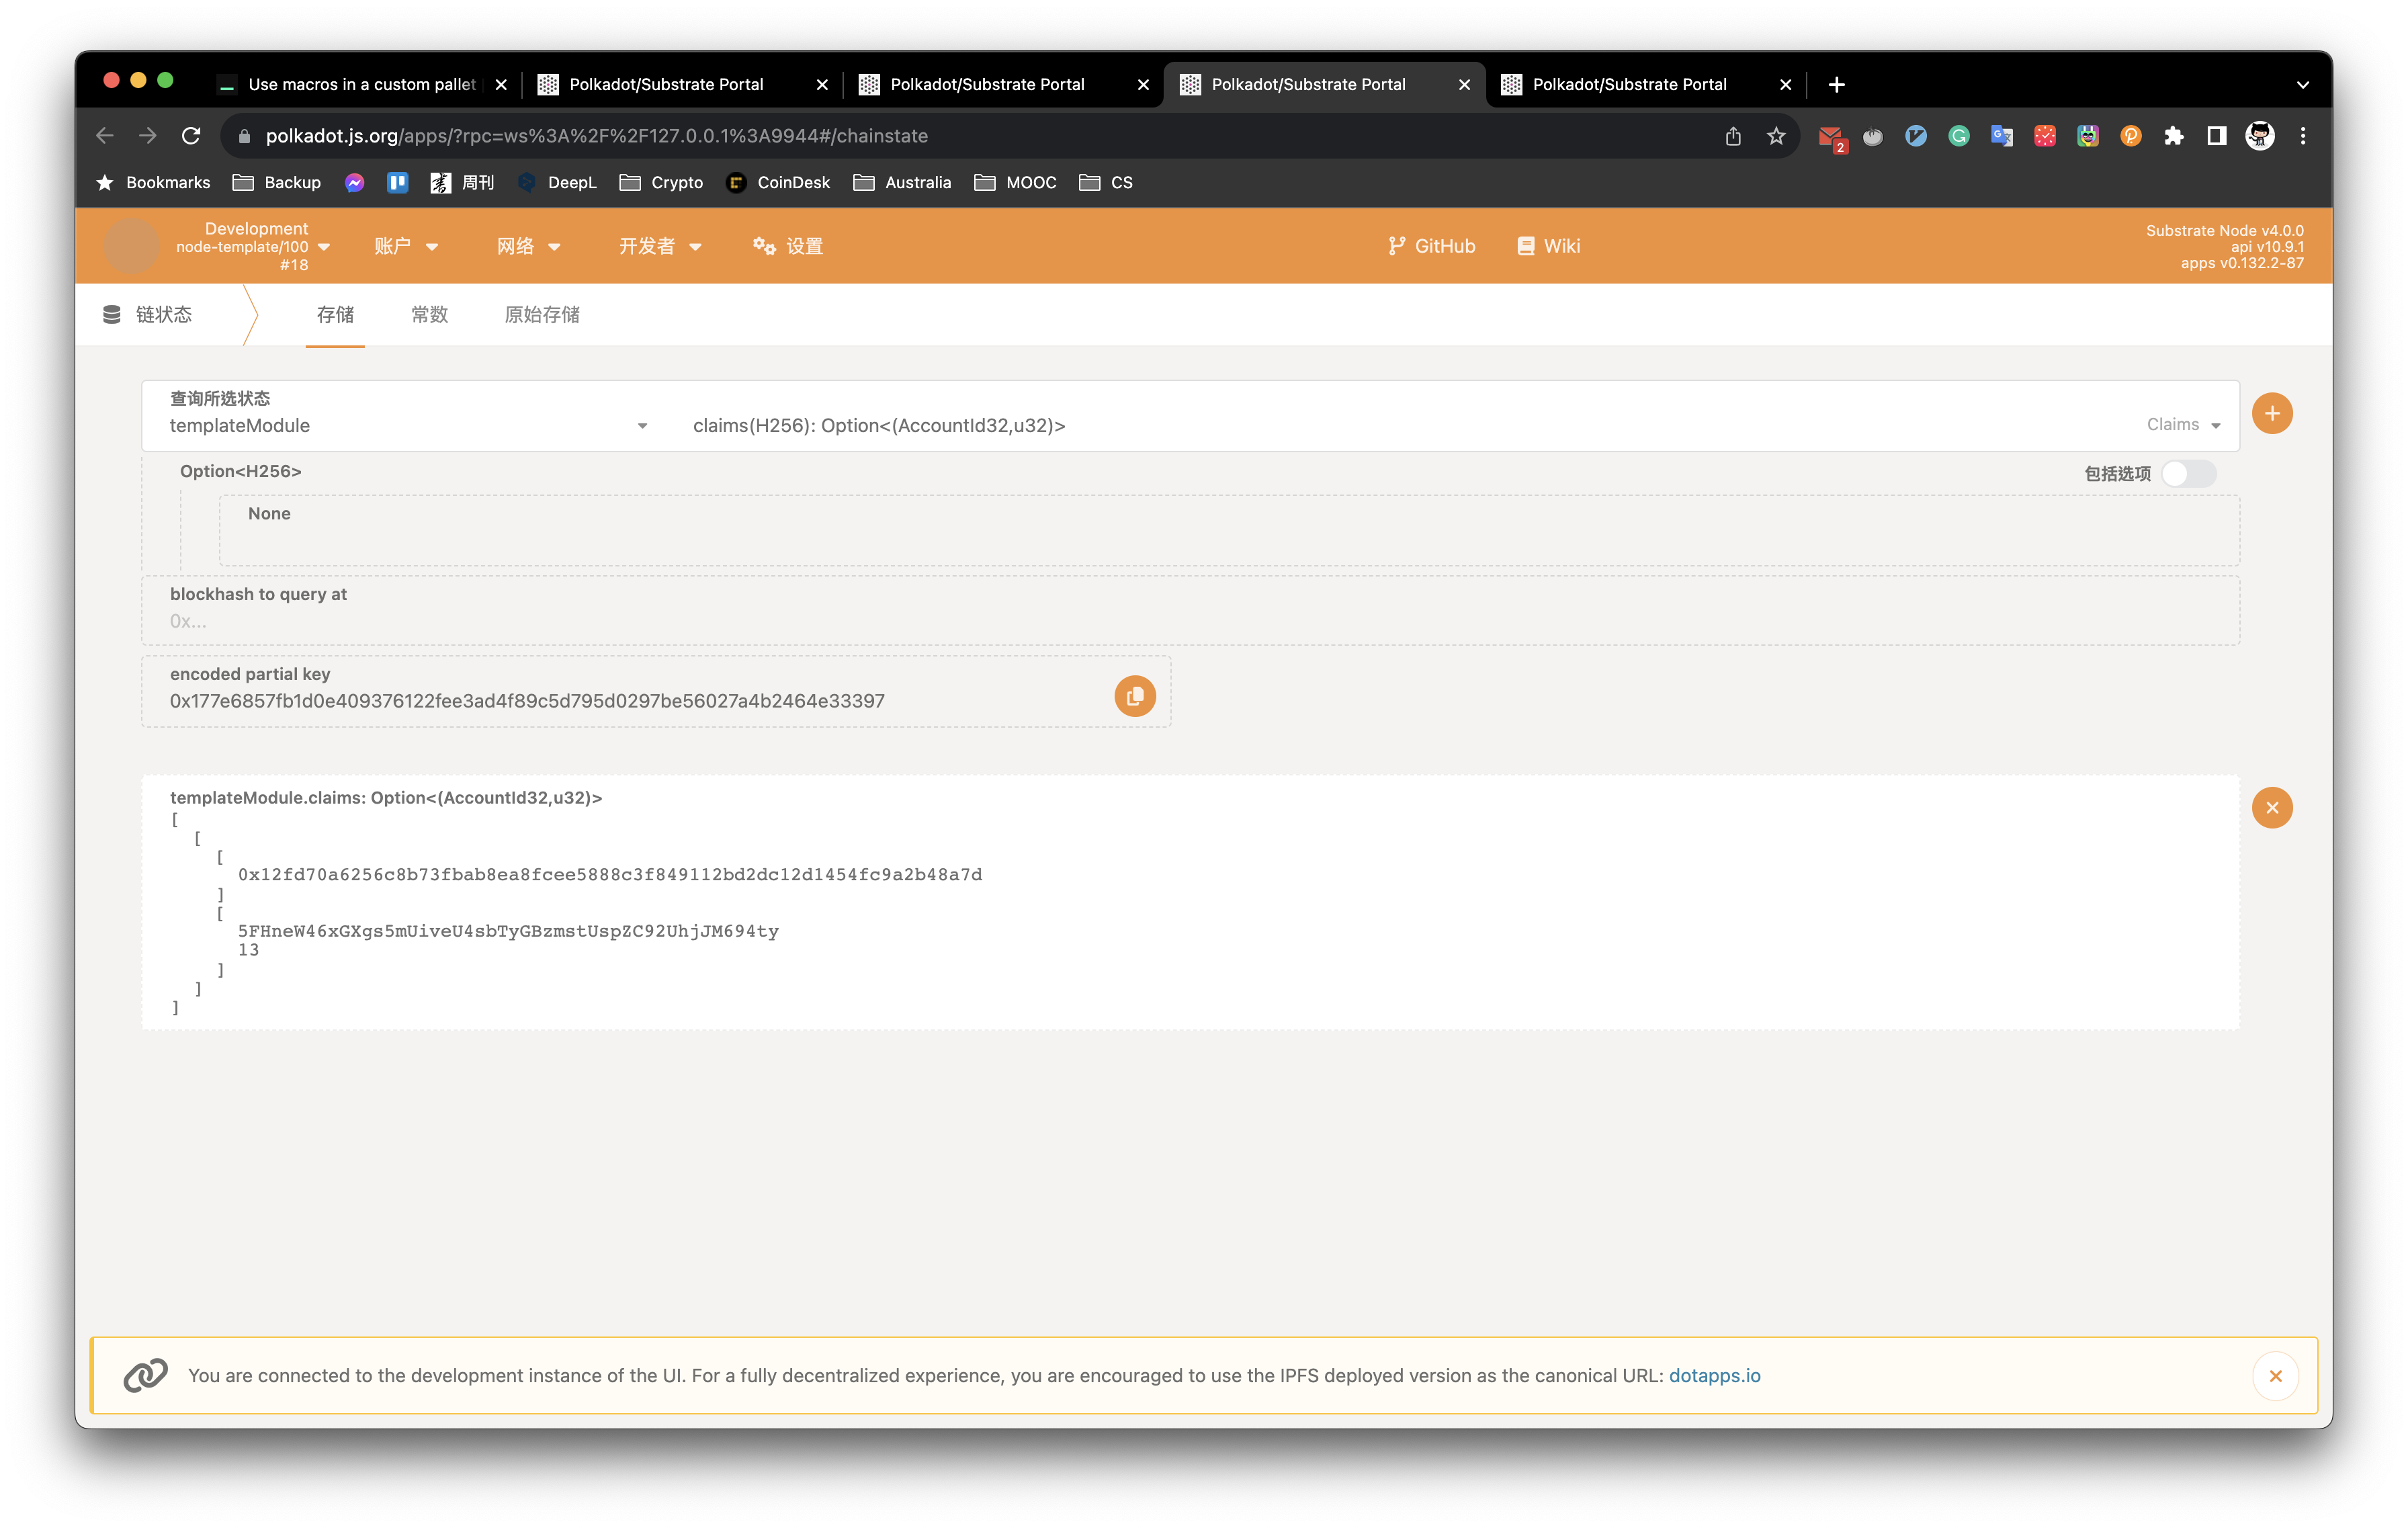 Use macros in a custom pallet
Polkadot/Substrate Portal
Polkadot/Substrate Portal
Polkadot/Substrate Portal
Polkadot/Substrate Portal
polkadot.js.org/apps/?rpc=ws%3A%2F%2F127.0.0.1%3A9944#/chainstate
2
Bookmarks Backup 周刊 DeepL Crypto CoinDesk Australia MOOC CS
Development
node-template/100
#18
账户 网络 开发者 设置 GitHub Wiki
Substrate Node v4.0.0
api v10.9.1
apps v0.132.2-87
链状态 存储 常数 原始存储
查询所选状态
templateModule claims(H256): Option<(AccountId32,u32)> Claims
Option<H256> 包括选项
None
blockhash to query at
0x...
encoded partial key
0x177e6857fb1d0e409376122fee3ad4f89c5d795d0297be56027a4b2464e33397
templateModule.claims: Option<(AccountId32,u32)>
[
[
[
0x12fd70a6256c8b73fbab8ea8fcee5888c3f849112bd2dc12d1454fc9a2b48a7d
]
[
5FHneW46xGXgs5mUiveU4sbTyGBzmstUspZC92UhjJM694ty
13
]
]
]
You are connected to the development instance of the UI. For a fully decentralized experience, you are encouraged to use the IPFS deployed version as the canonical URL: dotapps.io